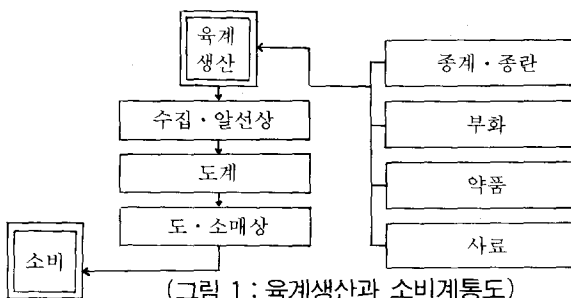 육계
생산
종계·종란
수집·알선상
부화
도계
약품
도·소매상
사료
소비
(그림 1 : 육계생산과 소비계통도)